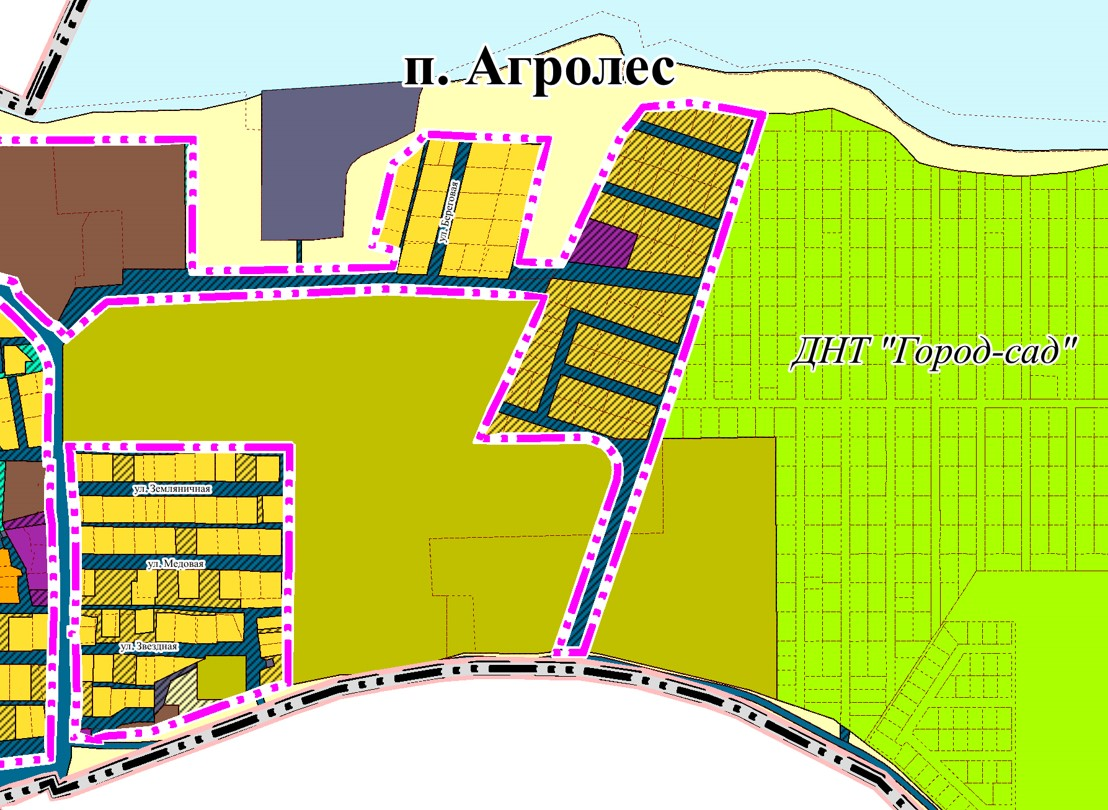 п. Агролес
ул. Береговая
ДНТ "Город-сад"
ул. Земляничная
ул. Медовая
ул. Звездная